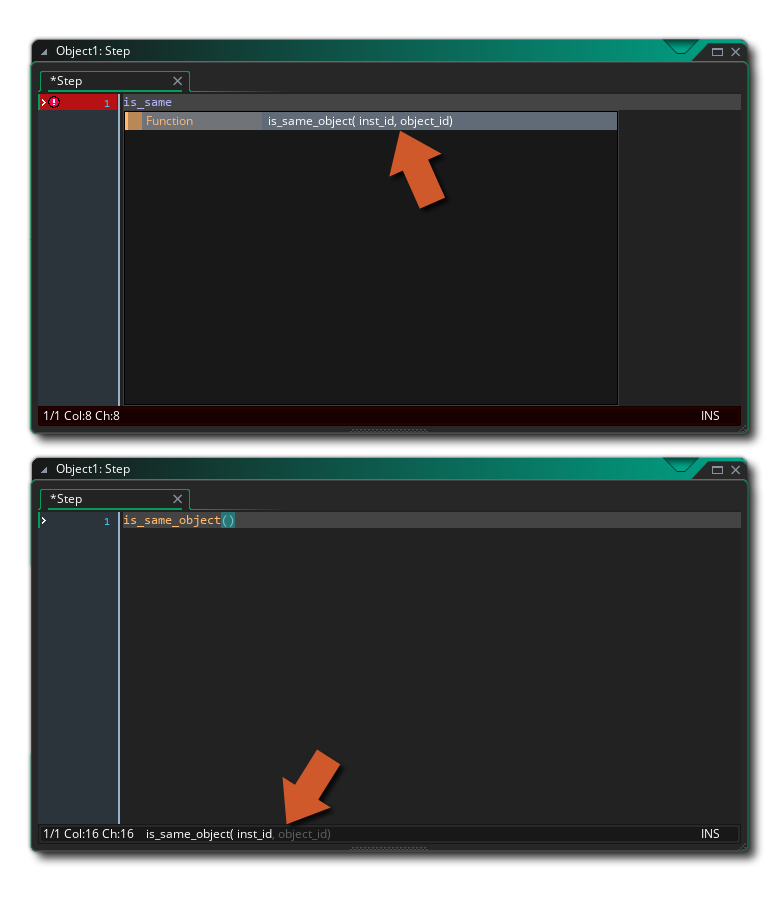 Object1: Step
*Step
1 is_same
Function is_same_object( inst_id, object_id)
1/1 Col:8 Ch:8 INS
Object1: Step
*Step
1 is_same_object()
1/1 Col:16 Ch:16 is_same_object( inst_id, object_id) INS